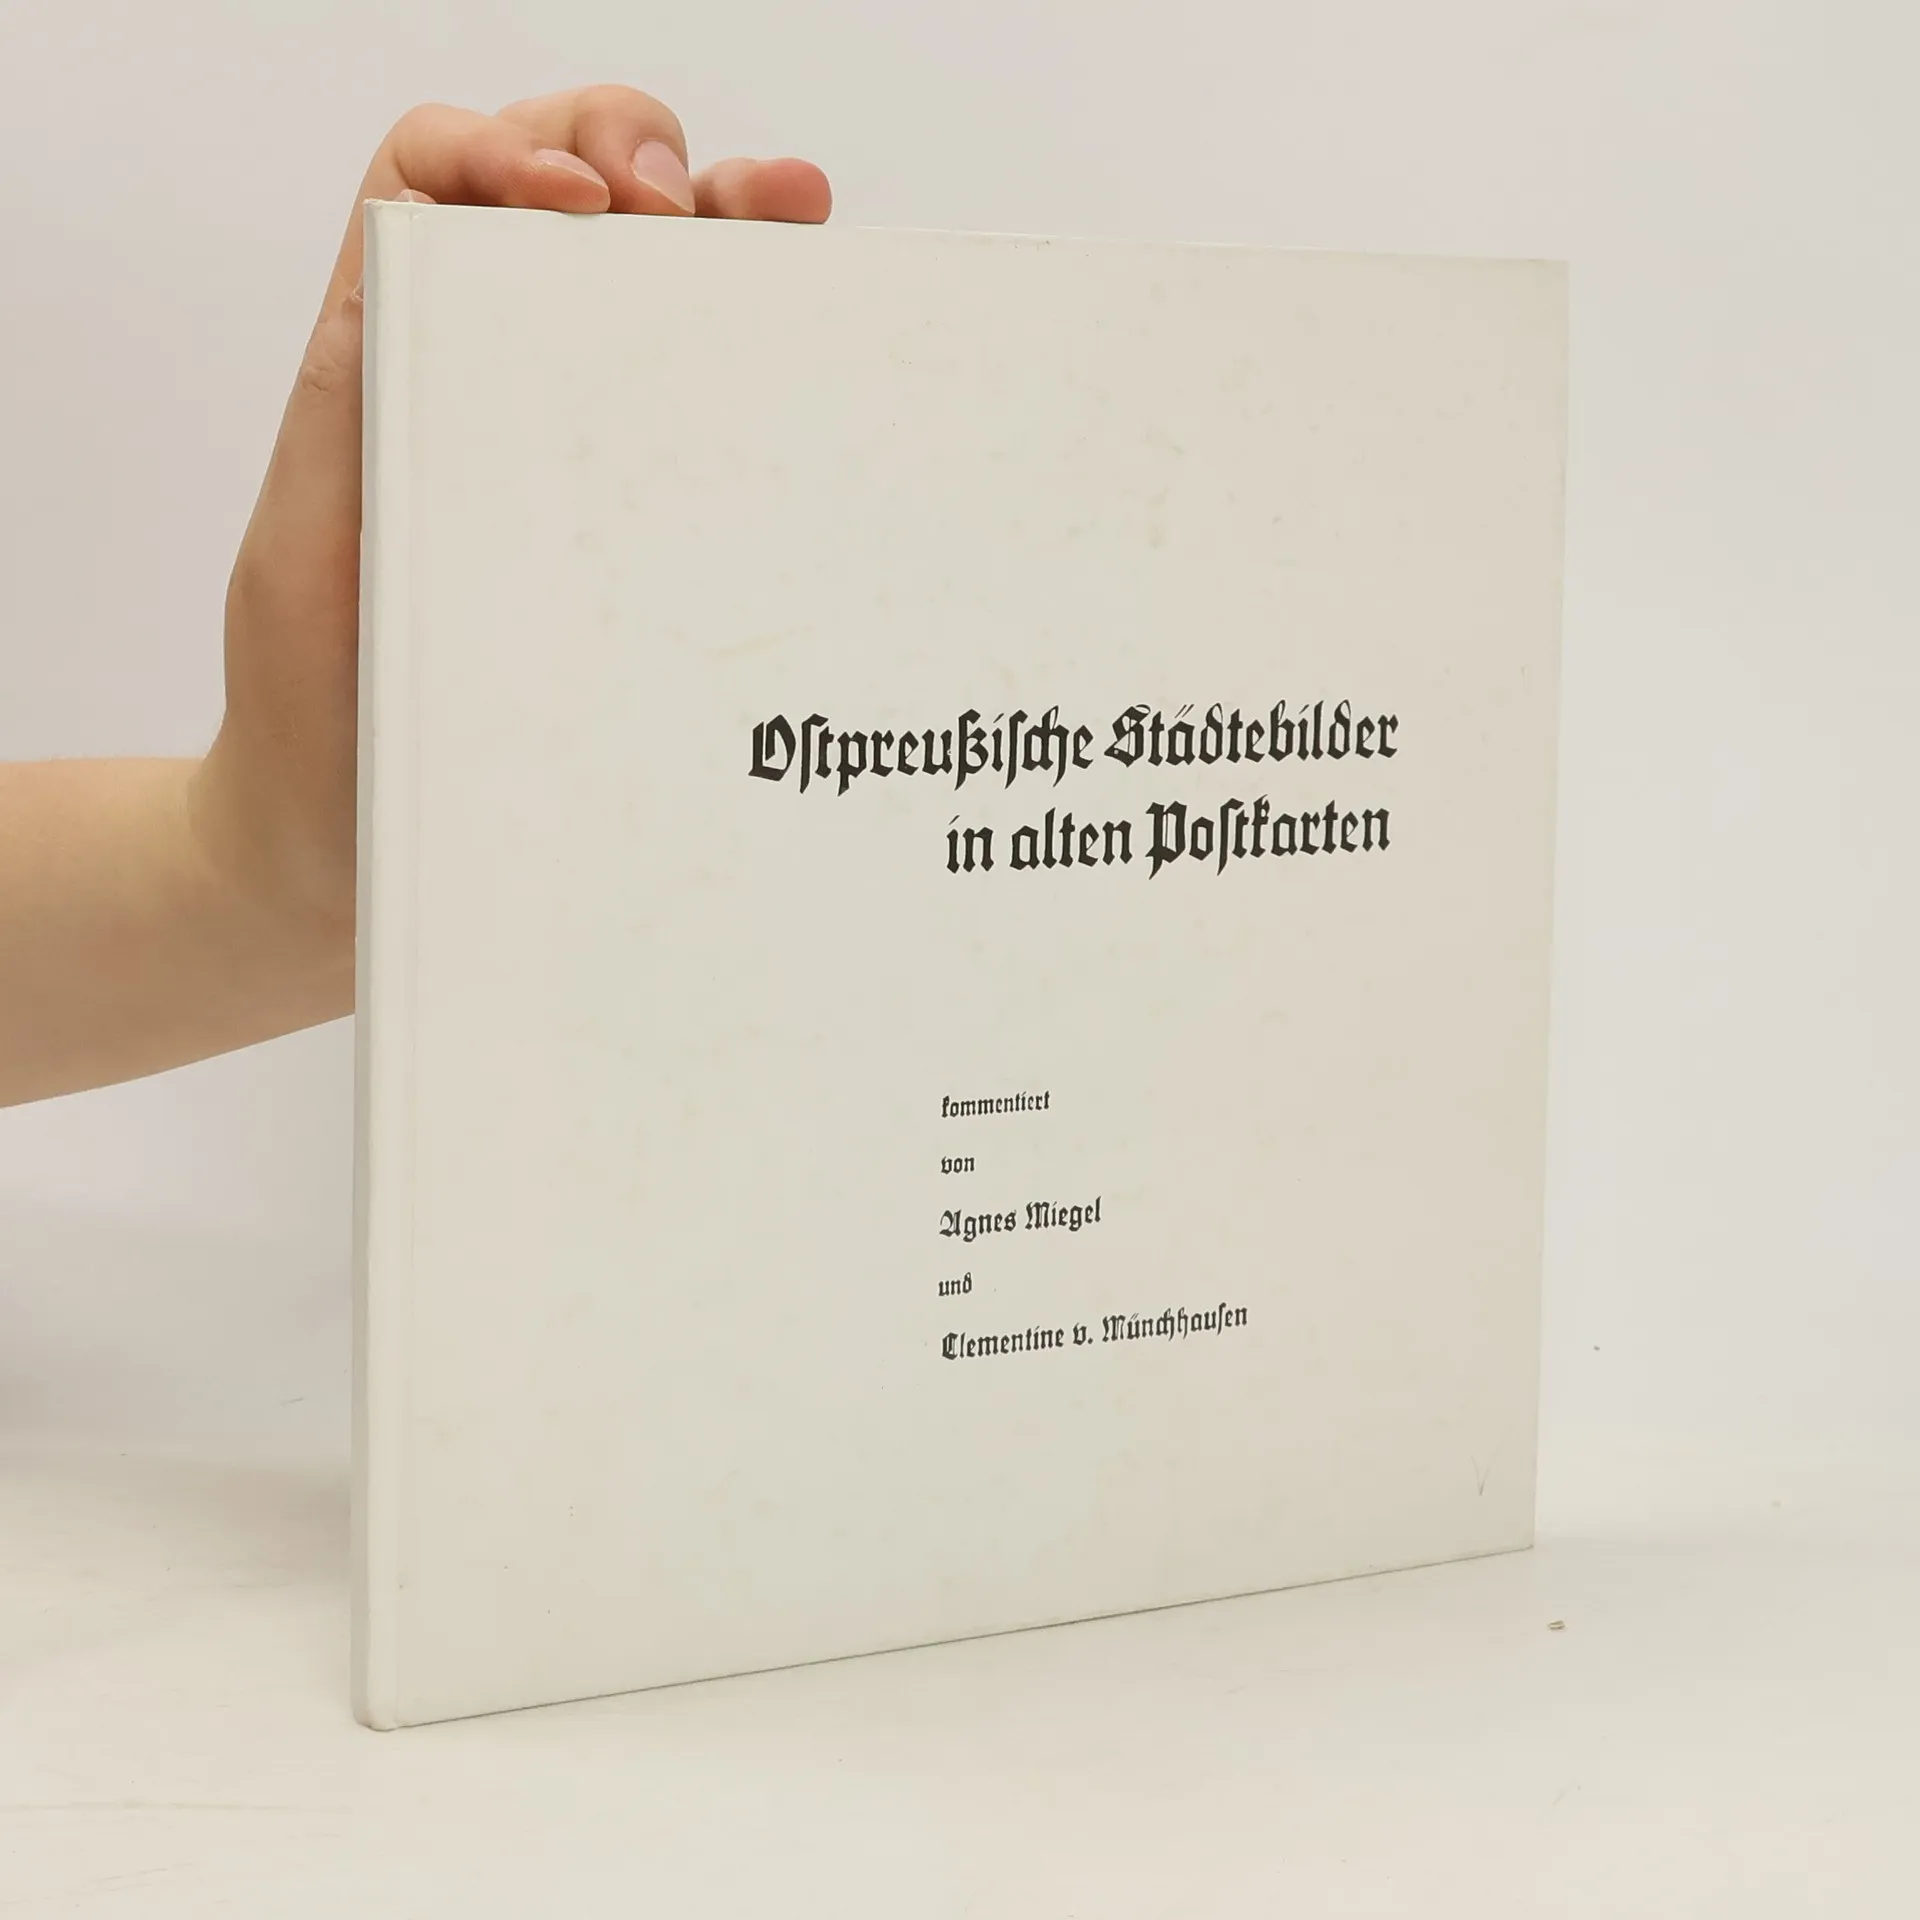 Oſtpreußiſche Städtebilder
in alten Poſtkarten
kommentiert
von
Agnes Miegel
und
Clementine v. Münchhauſen